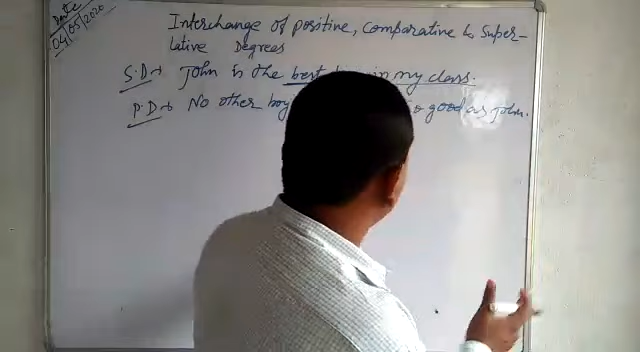 Date
04/05/2020
Interchange of positive, Comparative & Super-
lative Degrees
S.D→ John is the best in my class.
P.D→ No other boy good as John.